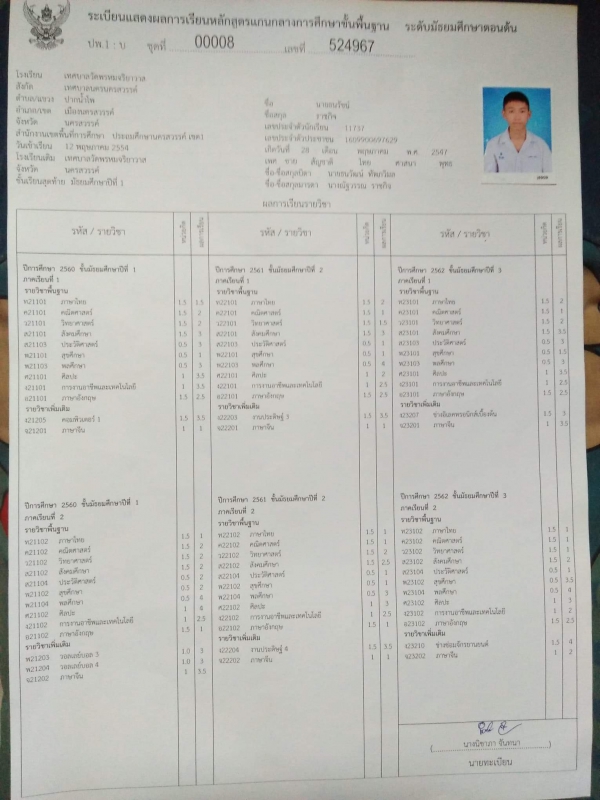 ระเบียนแสดงผลการเรียนหลักสูตรแกนกลางการศึกษาขั้นพื้นฐาน ระดับมัธยมศึกษาตอนต้น
ปพ.1 : บ ชุดที่ 00008 เลขที่ 524967
โรงเรียน เทศบาลวัดพรหมจริยาวาส
สังกัด เทศบาลนครนครสวรรค์
ตำบล/แขวง ปากน้ำโพ
อำเภอ/เขต เมืองนครสวรรค์
จังหวัด นครสวรรค์
สำนักงานเขตพื้นที่การศึกษา ประถมศึกษานครสวรรค์ เขต1
วันเข้าเรียน 12 พฤษภาคม 2554
โรงเรียนเดิม เทศบาลวัดพรหมจริยาวาส
จังหวัด นครสวรรค์
ชั้นเรียนสุดท้าย มัธยมศึกษาปีที่ 1
ชื่อ
ชื่อสกุล ราชกิจ
เลขประจำตัวนักเรียน 11737
เลขประจำตัวประชาชน 1609900697629
เกิดวันที่ 28 เดือน พฤษภาคม พ.ศ. 2547
เพศ ชาย สัญชาติ ไทย ศาสนา พุทธ
ชื่อ-ชื่อสกุลบิดา
ชื่อ-ชื่อสกุลมารดา นางณัฐวรรณ ราชกิจ
ผลการเรียนรายวิชา
รหัส / รายวิชา หน่วยกิต ผลการเรียน รหัส / รายวิชา หน่วยกิต ผลการเรียน รหัส / รายวิชา หน่วยกิต ผลการเรียน
ปีการศึกษา 2560 ชั้นมัธยมศึกษาปีที่ 1
ภาคเรียนที่ 1
รายวิชาพื้นฐาน
ท21101 ภาษาไทย 1.5 1.5
ค21101 คณิตศาสตร์ 1.5 2
ว21101 วิทยาศาสตร์ 1.5 2
ส21101 สังคมศึกษา 1.5 3
ส21103 ประวัติศาสตร์ 0.5 3
พ21101 สุขศึกษา 0.5 1
พ21103 พลศึกษา 0.5 3
ศ21101 ศิลปะ 1 3.5
ง21101 การงานอาชีพและเทคโนโลยี 1 3.5
อ21101 ภาษาอังกฤษ 1.5 2.5
รายวิชาเพิ่มเติม
ง21205 คอมพิวเตอร์ 1 1.5 3.5
จ21201 ภาษาจีน 1 1
ปีการศึกษา 2560 ชั้นมัธยมศึกษาปีที่ 1
ภาคเรียนที่ 2
รายวิชาพื้นฐาน
ท21102 ภาษาไทย 1.5 1
ค21102 คณิตศาสตร์ 1.5 2
ว21102 วิทยาศาสตร์ 1.5 2
ส21102 สังคมศึกษา 1.5 2
ส21104 ประวัติศาสตร์ 0.5 2
พ21102 สุขศึกษา 0.5 2
พ21104 พลศึกษา 0.5 4
ศ21102 ศิลปะ 1 4
ง21102 การงานอาชีพและเทคโนโลยี 1 2.5
อ21102 ภาษาอังกฤษ 1.5 1
รายวิชาเพิ่มเติม
พ21203 วอลเลย์บอล 3 1.0 3
พ21204 วอลเลย์บอล 4 1.0 3
จ21202 ภาษาจีน 1 3.5
ปีการศึกษา 2561 ชั้นมัธยมศึกษาปีที่ 2
ภาคเรียนที่ 1
รายวิชาพื้นฐาน
ท22101 ภาษาไทย 1.5 2
ค22101 คณิตศาสตร์ 1.5 1
ว22101 วิทยาศาสตร์ 1.5 1.5
ส22101 สังคมศึกษา 1.5 3
ส22103 ประวัติศาสตร์ 0.5 1
พ22101 สุขศึกษา 0.5 1
พ22103 พลศึกษา 0.5 4
ศ22101 ศิลปะ 1 2
ง22101 การงานอาชีพและเทคโนโลยี 1 2.5
อ22101 ภาษาอังกฤษ 1.5 2.5
รายวิชาเพิ่มเติม
ง22203 งานประดิษฐ์ 3 1.5 3.5
จ22201 ภาษาจีน 1 1
ปีการศึกษา 2561 ชั้นมัธยมศึกษาปีที่ 2
ภาคเรียนที่ 2
รายวิชาพื้นฐาน
ท22102 ภาษาไทย 1.5 1
ค22102 คณิตศาสตร์ 1.5 1
ว22102 วิทยาศาสตร์ 1.5 2
ส22102 สังคมศึกษา 1.5 2.5
ส22104 ประวัติศาสตร์ 0.5 1
พ22102 สุขศึกษา 0.5 1
พ22104 พลศึกษา 0.5 3
ศ22102 ศิลปะ 1 3
ง22102 การงานอาชีพและเทคโนโลยี 1 2.5
อ22102 ภาษาอังกฤษ 1.5 1
รายวิชาเพิ่มเติม
ง22204 งานประดิษฐ์ 4 1.5 3.5
จ22202 ภาษาจีน 1 1
ปีการศึกษา 2562 ชั้นมัธยมศึกษาปีที่ 3
ภาคเรียนที่ 1
รายวิชาพื้นฐาน
ท23101 ภาษาไทย 1.5 2
ค23101 คณิตศาสตร์ 1.5 1
ว23101 วิทยาศาสตร์ 1.5 2
ส23101 สังคมศึกษา 1.5 3.5
ส23103 ประวัติศาสตร์ 0.5 3
พ23101 สุขศึกษา 0.5 1.5
พ23103 พลศึกษา 0.5 3
ศ23101 ศิลปะ 1 3.5
ง23101 การงานอาชีพและเทคโนโลยี 1 2.5
อ23101 ภาษาอังกฤษ 1.5 2.5
รายวิชาเพิ่มเติม
ง23207 ช่างอิเลคทรอนิกส์เบื้องต้น 1.5 3
จ23201 ภาษาจีน 1 3.5
ปีการศึกษา 2562 ชั้นมัธยมศึกษาปีที่ 3
ภาคเรียนที่ 2
รายวิชาพื้นฐาน
ท23102 ภาษาไทย 1.5 1
ค23102 คณิตศาสตร์ 1.5 1
ว23102 วิทยาศาสตร์ 1.5 1
ส23102 สังคมศึกษา 1.5 2
ส23104 ประวัติศาสตร์ 0.5 1
พ23102 สุขศึกษา 0.5 3.5
พ23104 พลศึกษา 0.5 4
ศ23102 ศิลปะ 1 3
ง23102 การงานอาชีพและเทคโนโลยี 1 2
อ23102 ภาษาอังกฤษ 1.5 2.5
รายวิชาเพิ่มเติม
ง23210 ช่างซ่อมจักรยานยนต์ 1.5 4
จ23202 ภาษาจีน 1 2
(นางนิชาภา จันทนา)
นายทะเบียน